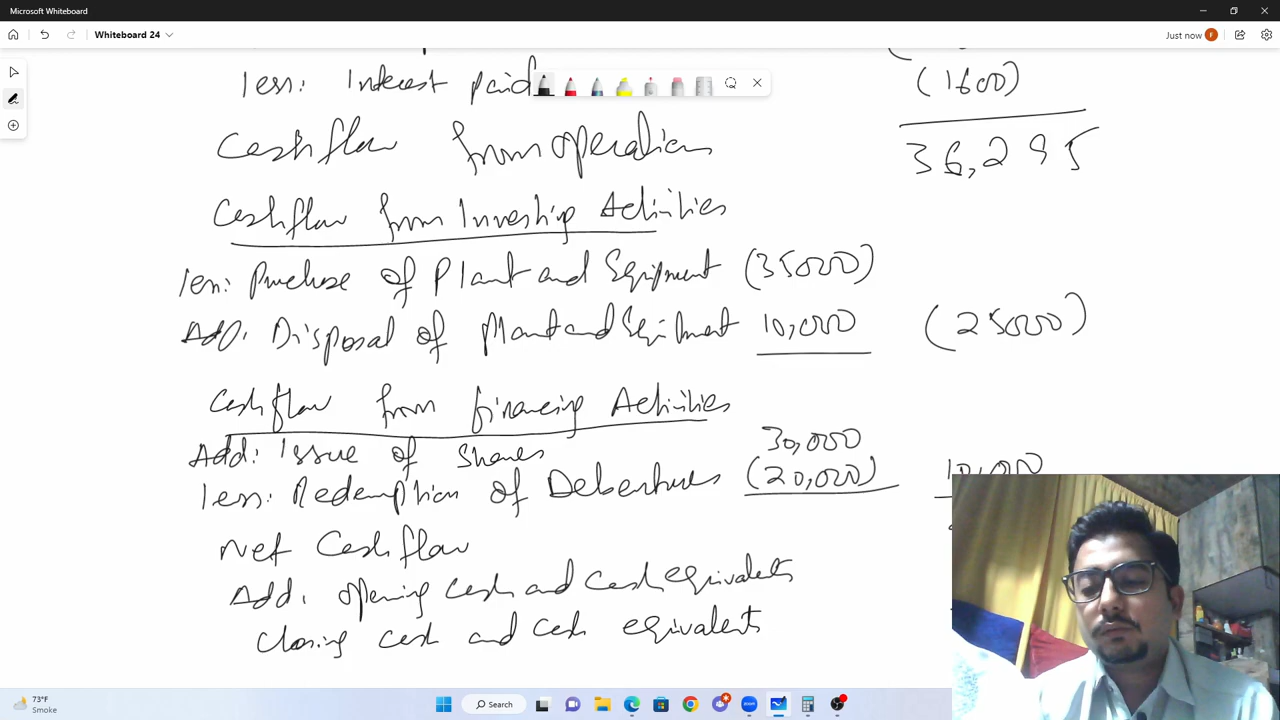 Microsoft Whiteboard
Whiteboard 24
Just now F
less: Interest paid (1600)
Cashflow from operations 36,295
Cashflow from Investing Activities
less: Purchase of Plant and Equipment (35000)
Add: Disposal of Plant and Equipment 10,000 (25000)
Cashflow from financing Activities
Add: Issue of Shares 30,000
less: Redemption of Debentures (20,000) 10,000
Net Cashflow
Add: opening cash and cash equivalents
closing cash and cash equivalents
73°F
Smoke
Search